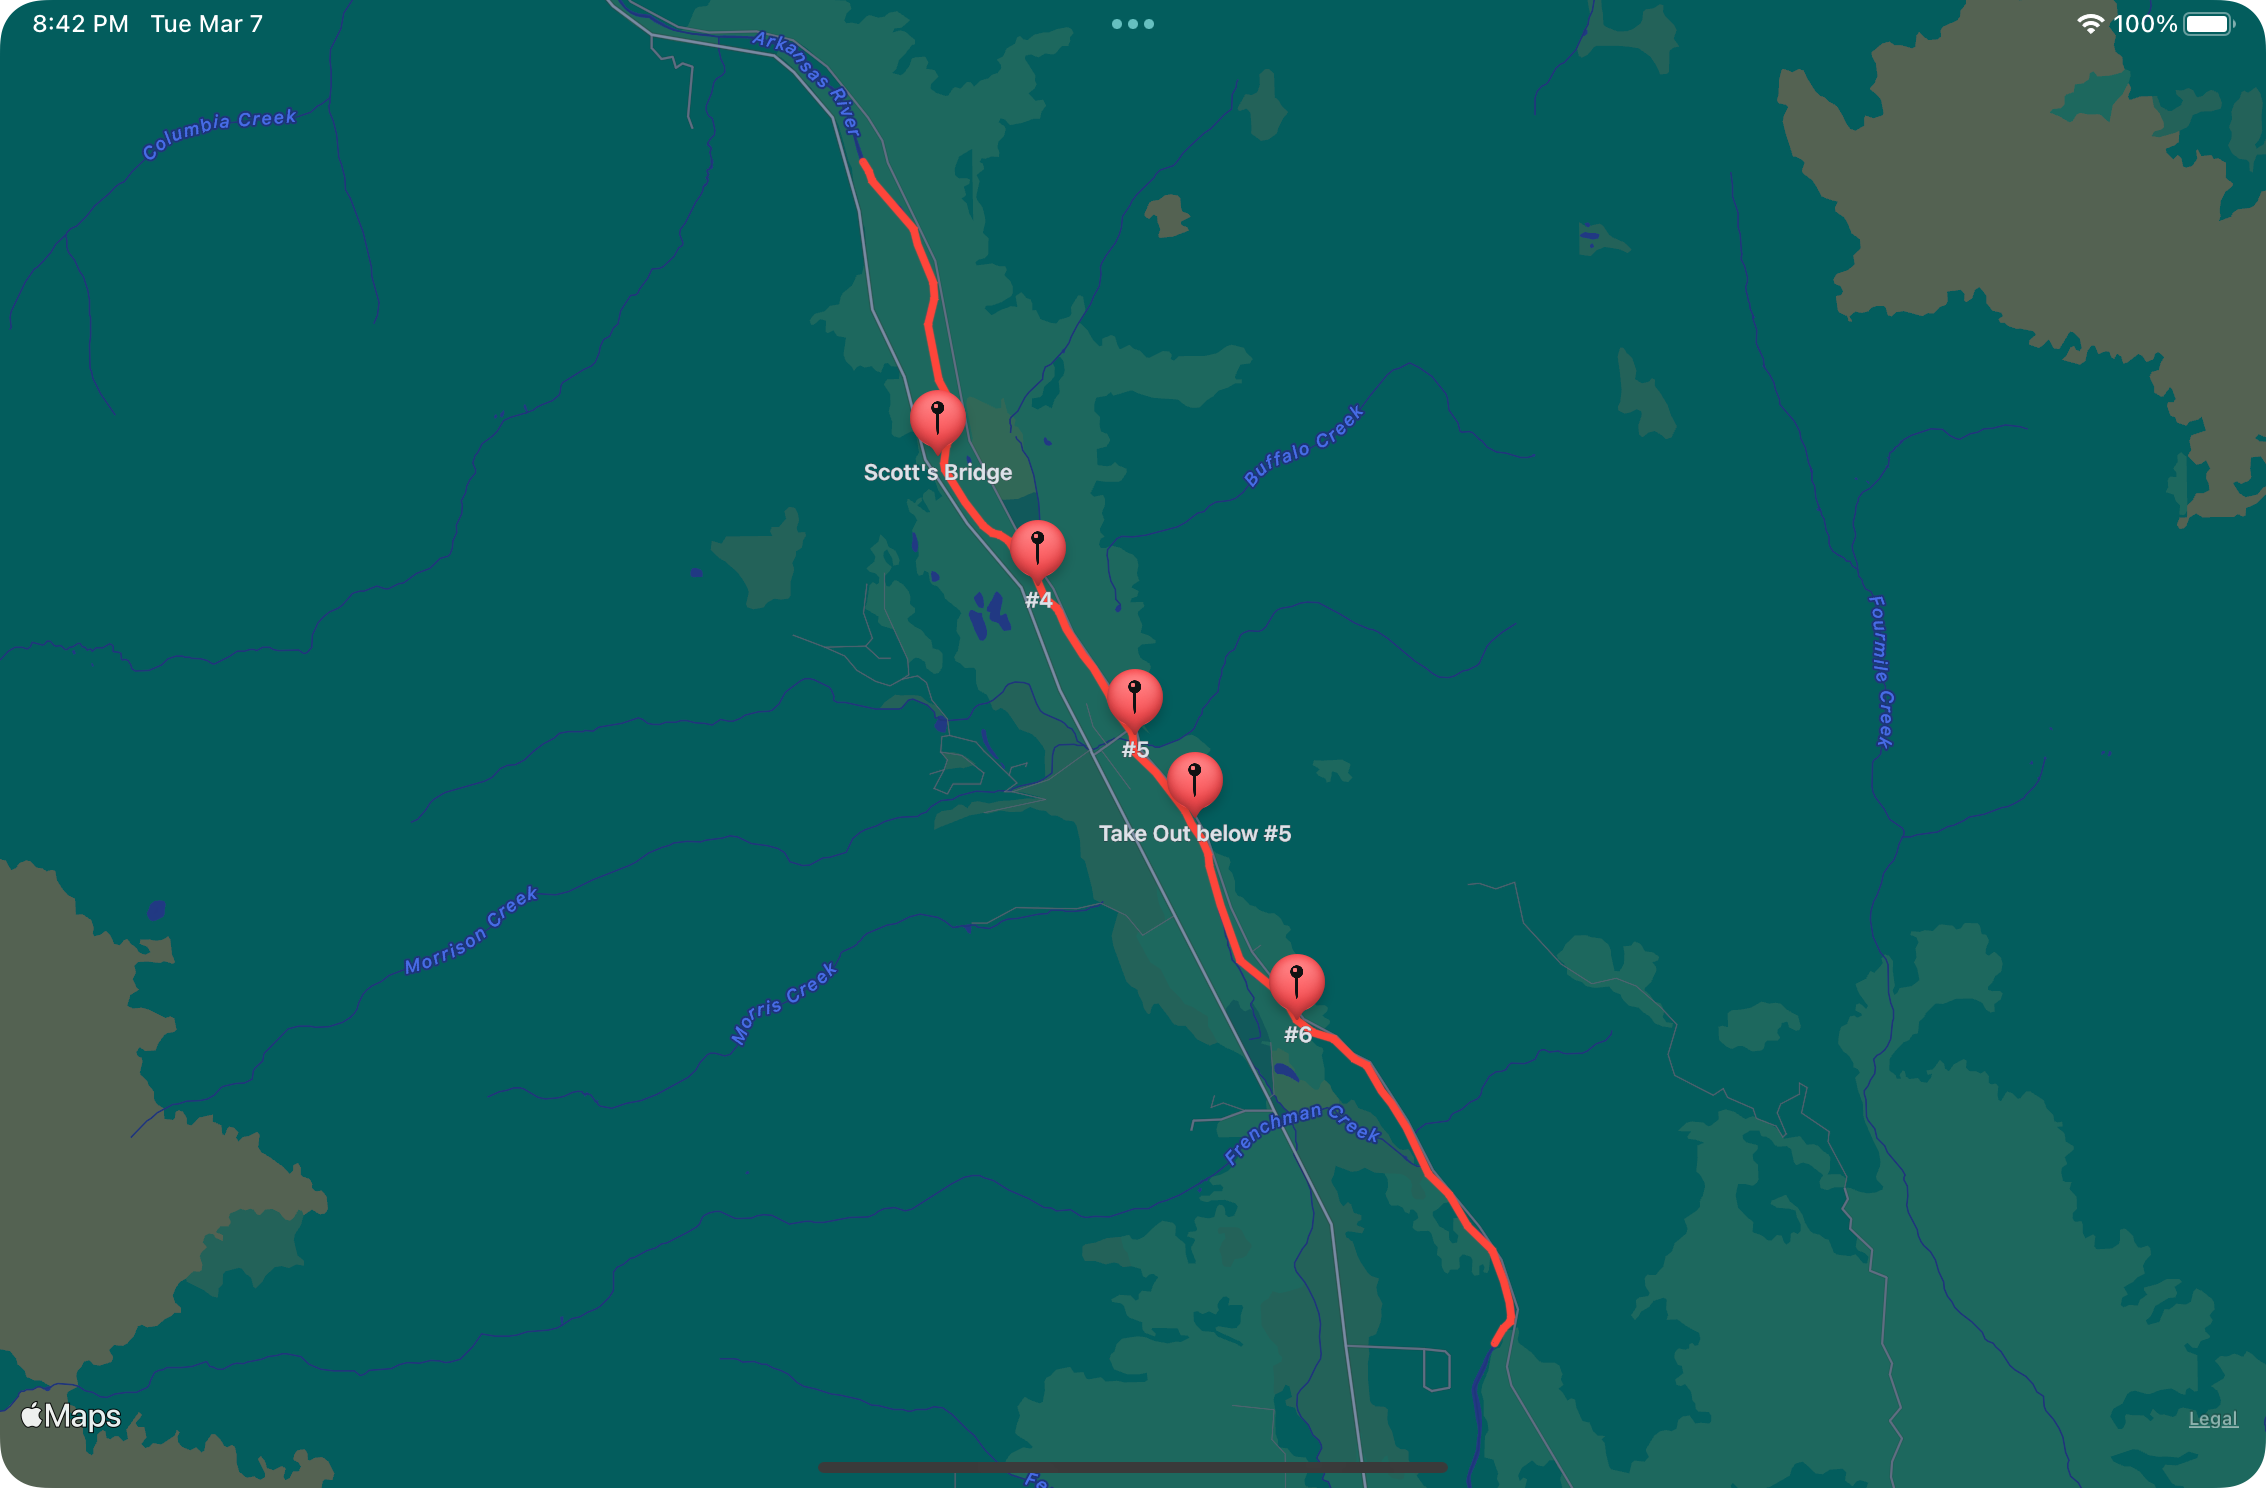 8:42 PM Tue Mar 7
100%
Arkansas River
Columbia Creek
Buffalo Creek
Scott's Bridge
#4
Fourmile Creek
#5
Take Out below #5
Morrison Creek
Morris Creek
#6
Frenchman Creek
Maps
Legal
Fe